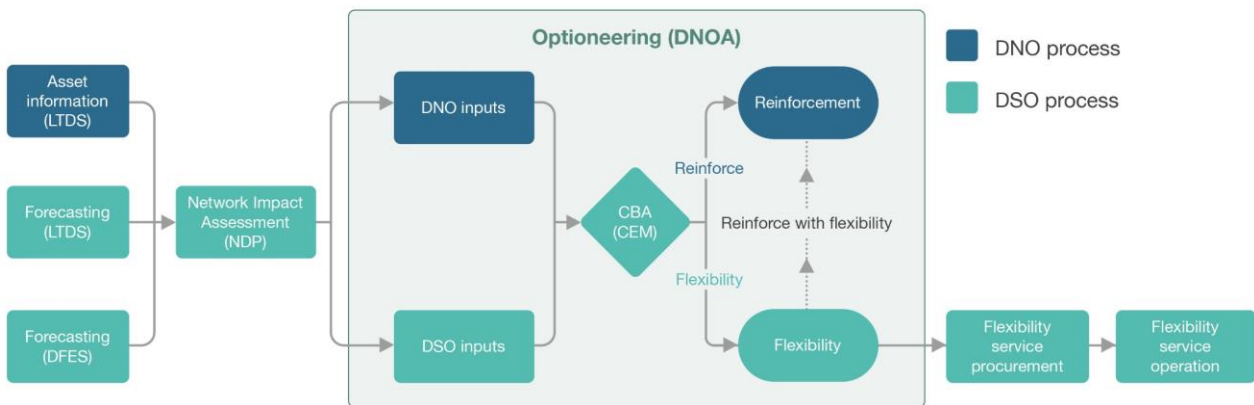 Optioneering (DNOA)
DNO process
DSO process
Asset
information
(LTDS)
Forecasting
(LTDS)
Forecasting
(DFES)
Network Impact
Assessment
(NDP)
DNO inputs
DSO inputs
CBA
(CEM)
Reinforce
Flexibility
Reinforcement
Reinforce with flexibility
Flexibility
Flexibility
service
procurement
Flexibility
service
operation